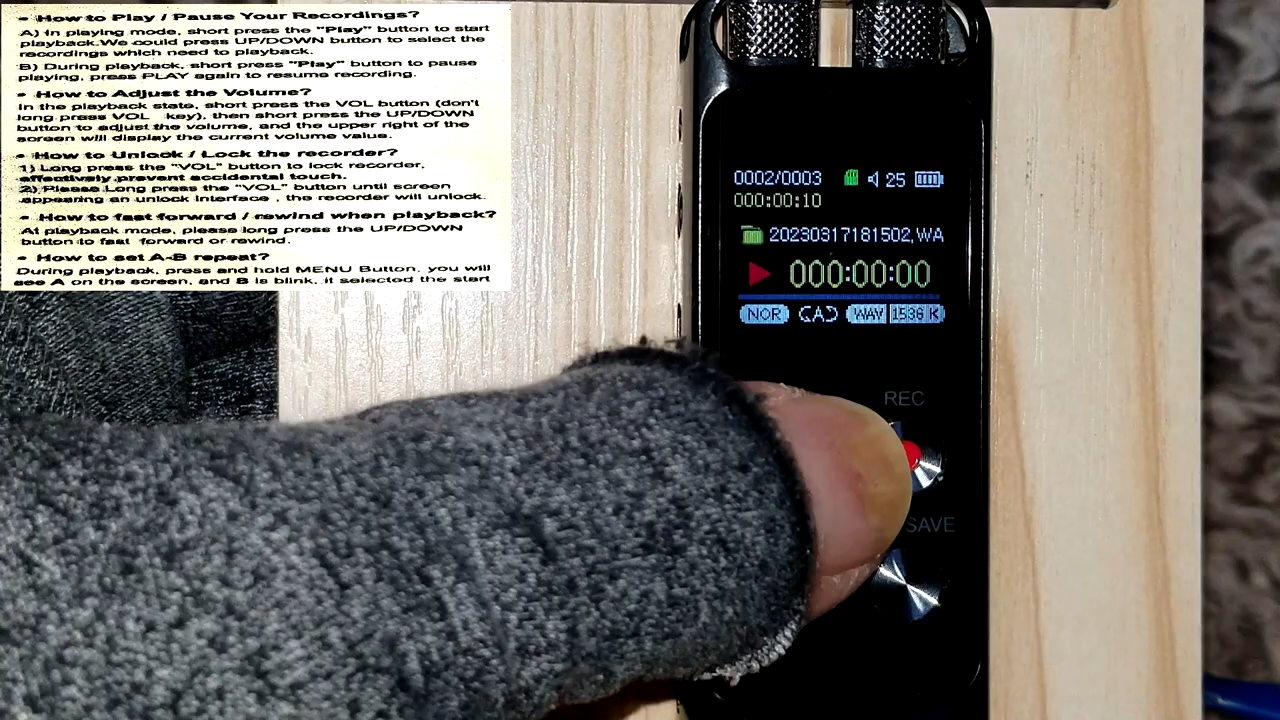 • How to Play / Pause Your Recordings?
A) In playing mode, short press the "Play" button to start
playback.We could press UP/DOWN button to select the
recordings which need to playback.
B) During playback, short press "Play" button to pause
playing, press PLAY again to resume recording.
• How to Adjust the Volume?
In the playback state, short press the VOL button (don't
long press VOL key), then short press the UP/DOWN
button to adjust the volume, and the upper right of the
screen will display the current volume value.
• How to Unlock / Lock the recorder?
1) Long press the "VOL" button to lock recorder,
effectively prevent accidental touch.
2) Please Long press the "VOL" button until screen
appearing an unlock interface , the recorder will unlock.
• How to fast forward / rewind when playback?
At playback mode, please long press the UP/DOWN
button to fast forward or rewind.
• How to set A-B repeat?
During playback, press and hold MENU Button, you will
see A on the screen, and B is blink, it selected the start
0002/0003 25
000:00:10
20230317181502,WA
000:00:00
NOR (A) WAV 1536 K
REC
SAVE